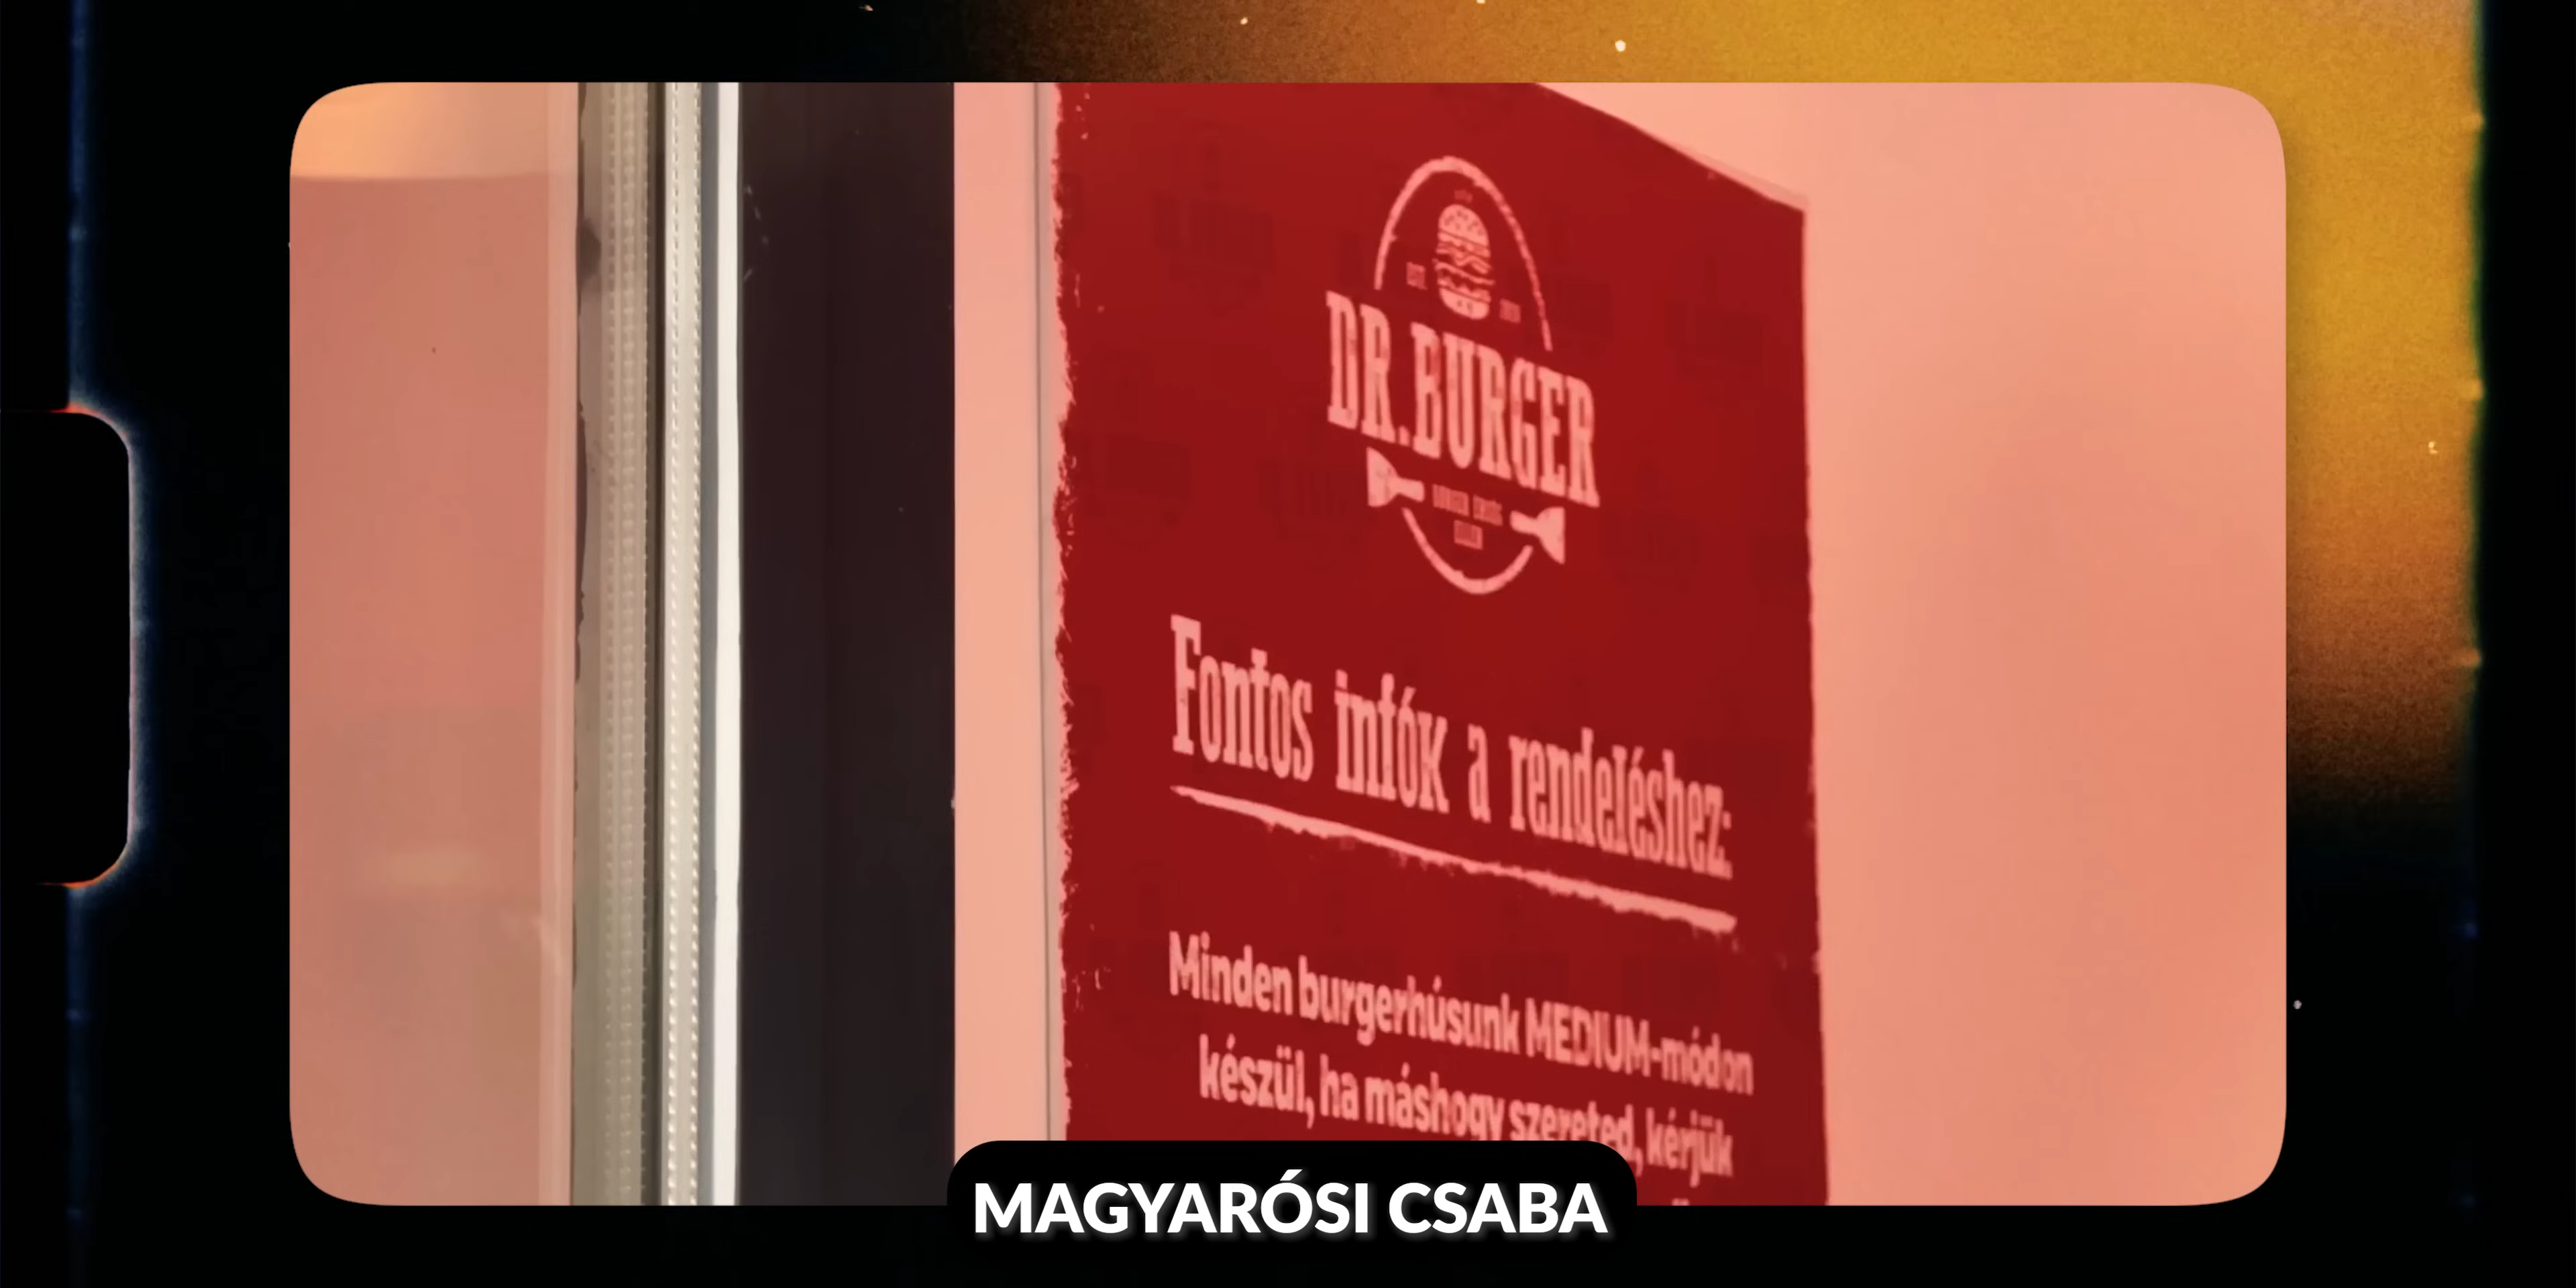 DR.BURGER
Fontos infók a rendeléshez:
Minden burgerhúsunk MEDIUM-módon
készül, ha máshogy szereted, kérjük
MAGYARÓSI CSABA